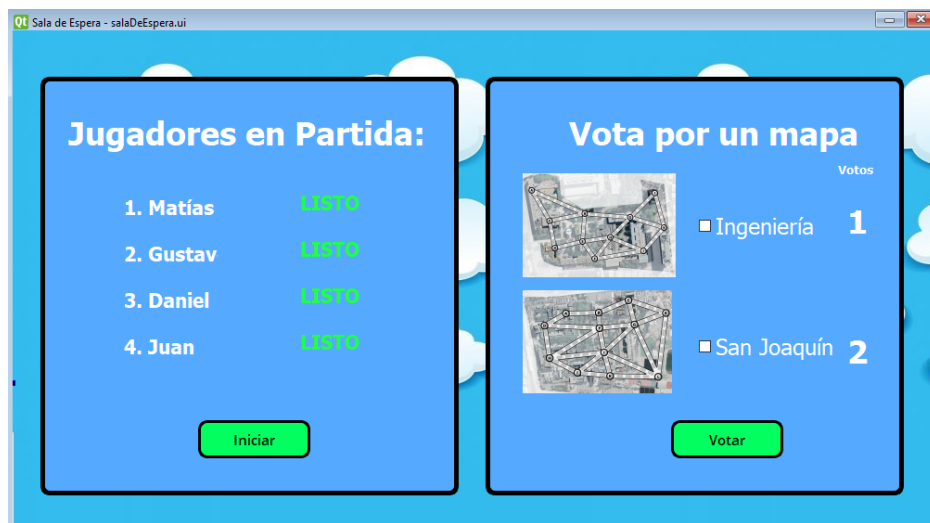 Qt Sala de Espera - salaDeEspera.ui
Jugadores en Partida:
1. Matías LISTO
2. Gustav LISTO
3. Daniel LISTO
4. Juan LISTO
Iniciar
Vota por un mapa
Votos
Ingeniería 1
San Joaquín 2
Votar